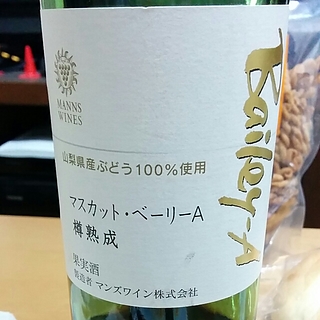 MANNS
WINES
Bailey-A
山梨県産ぶどう100%使用
マスカット・ベーリーA
樽熟成
果実酒
製造者 マンズワイン株式会社